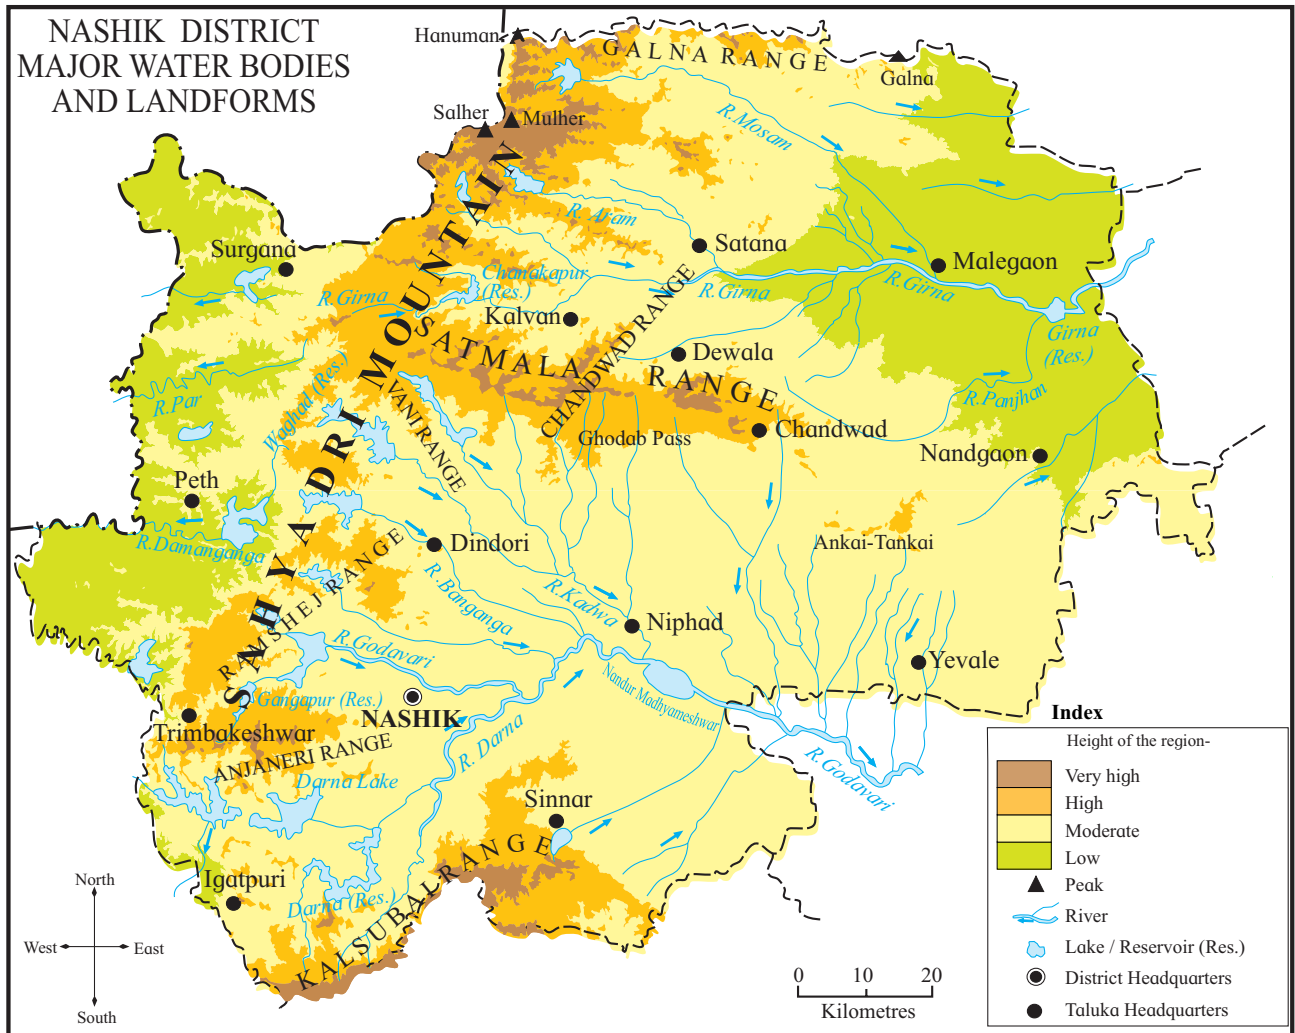 NASHIK DISTRICT
MAJOR WATER BODIES
AND LANDFORMS
Hanuman
GALNA RANGE
Galna
Salher
Mulher
R.Mosam
R. Aram
Surgana
Satana
Malegaon
Chanakapur
(Res.)
R.Girna
R.Girna
R.Girna
Kalvan
Girna
(Res.)
CHANDWAD RANGE
Dewala
SATMALA RANGE
SAHYADRI MOUNTAIN
R.Par
Waghad (Res.)
VANI RANGE
R.Panjhan
Ghodab Pass
Chandwad
Nandgaon
Peth
R.Damanganga
Dindori
Ankai-Tankai
RAMSHEJ RANGE
R.Banganga
R.Kadwa
Niphad
R.Godavari
Yevale
Gangapur (Res.)
NASHIK
Nandur Madhyameshwar
Trimbakeshwar
ANJANERI RANGE
R. Darna
R.Godavari
Darna Lake
Sinnar
Igatpuri
Darna (Res.)
KALSUBAI RANGE
North
West
East
South
0 10 20
Kilometres
Index
Height of the region-
Very high
High
Moderate
Low
Peak
River
Lake / Reservoir (Res.)
District Headquarters
Taluka Headquarters